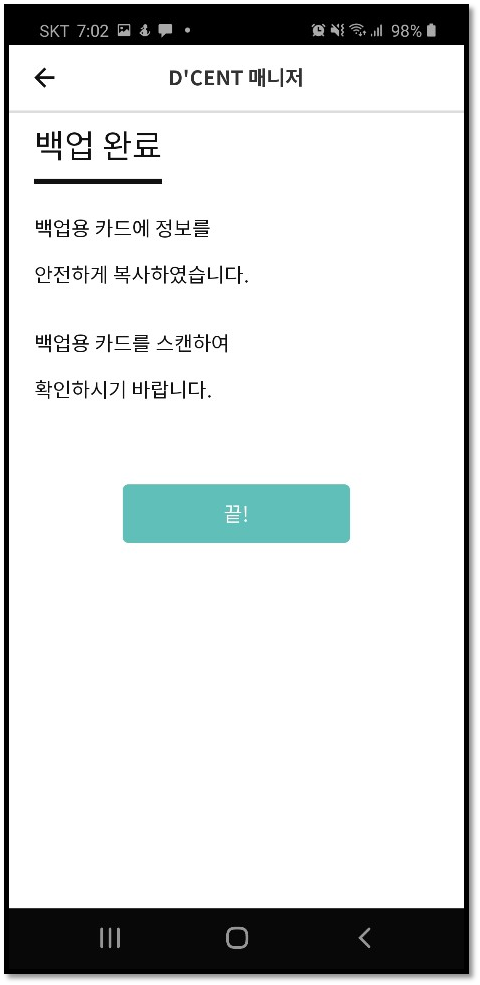 SKT 7:02 98%
D'CENT 매니저
백업 완료
백업용 카드에 정보를
안전하게 복사하였습니다.
백업용 카드를 스캔하여
확인하시기 바랍니다.
끝!